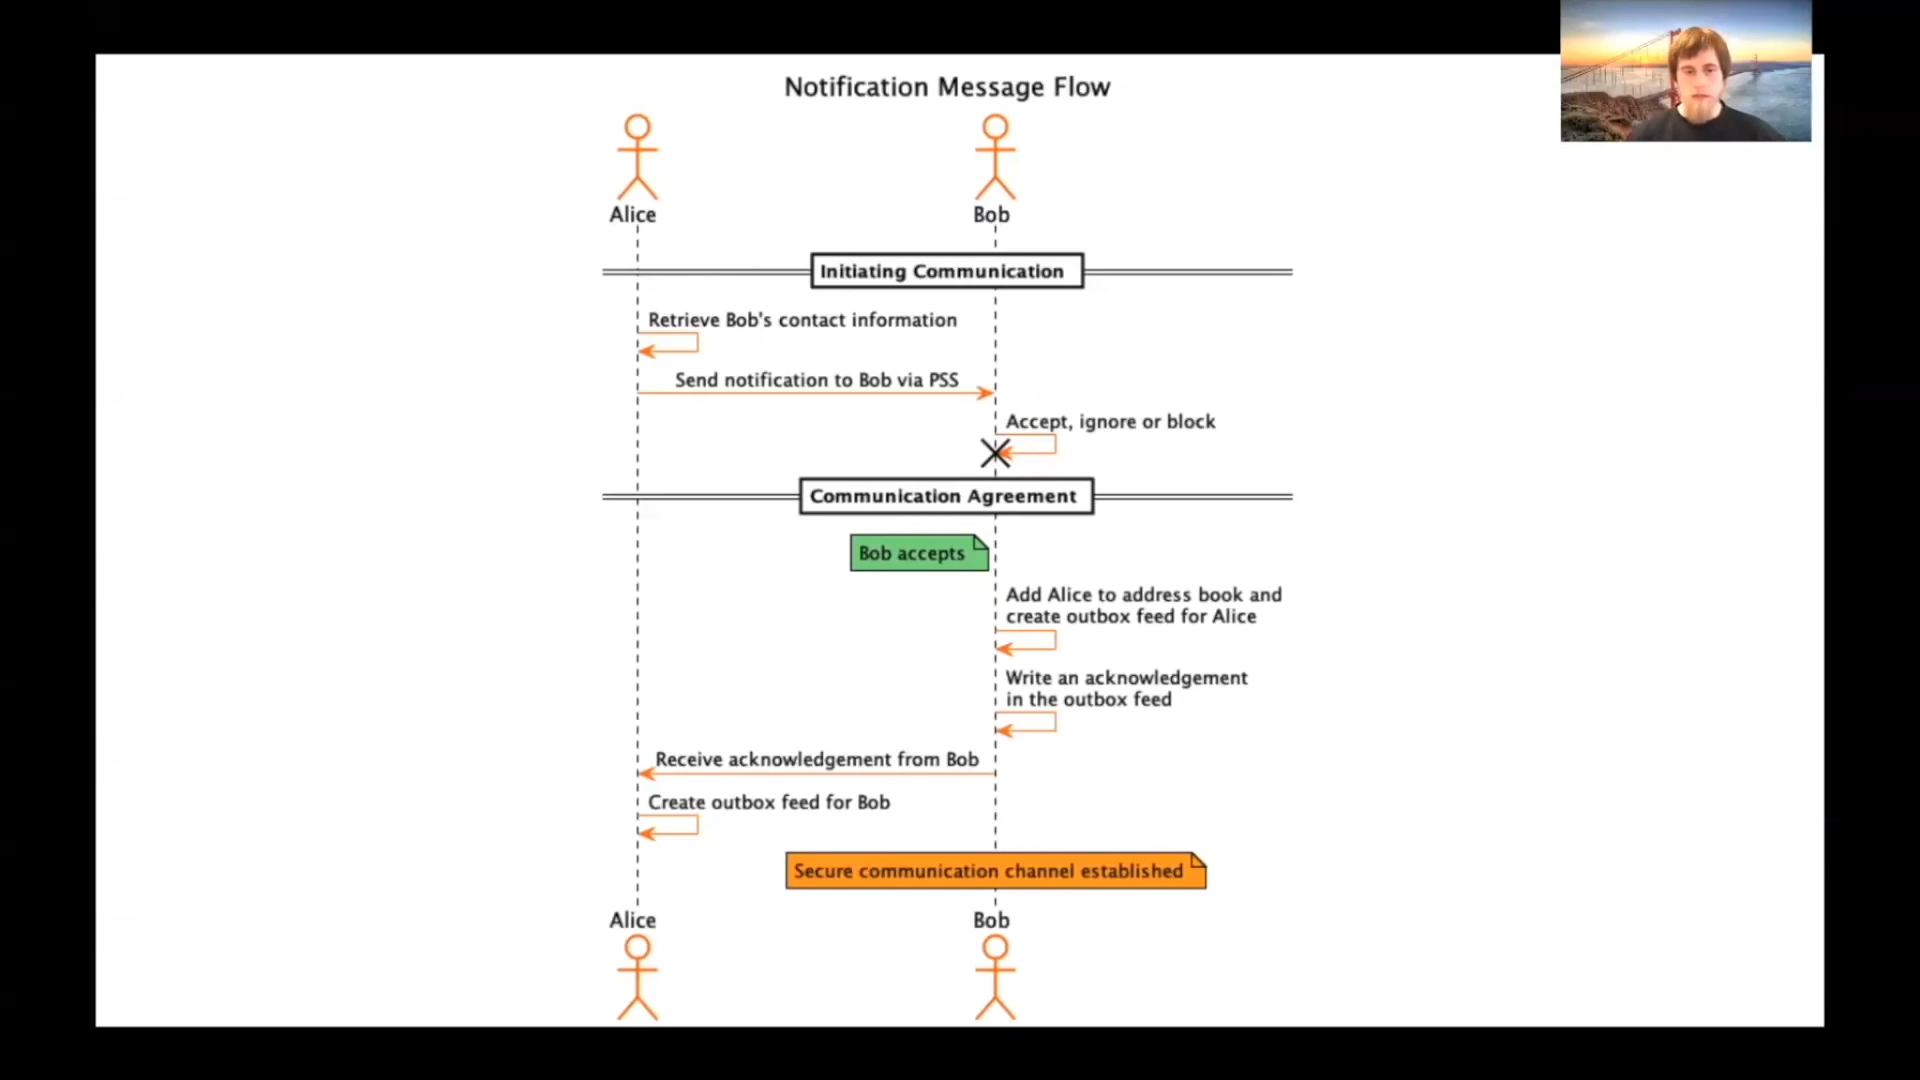 Notification Message Flow
Alice
Bob
Initiating Communication
Retrieve Bob's contact information
Send notification to Bob via PSS
Accept, ignore or block
Communication Agreement
Bob accepts
Add Alice to address book and
create outbox feed for Alice
Write an acknowledgement
in the outbox feed
Receive acknowledgement from Bob
Create outbox feed for Bob
Secure communication channel established
Alice
Bob